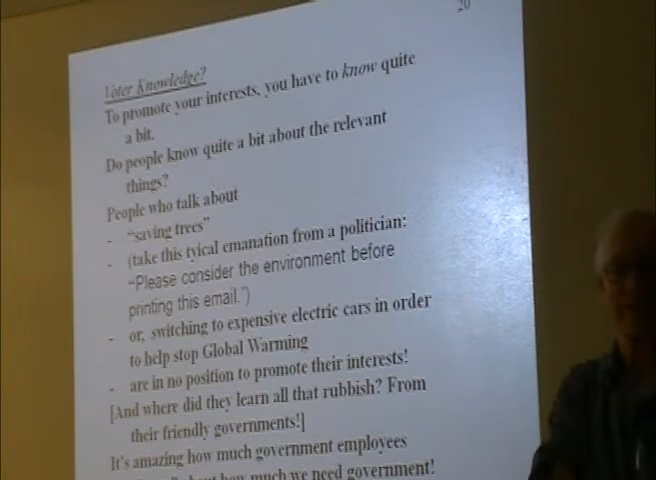 20
Voter Knowledge?
To promote your interests, you have to know quite
a bit.
Do people know quite a bit about the relevant
things?
People who talk about
- "saving trees"
- (take this tyical emanation from a politician:
"Please consider the environment before
printing this email.")
- or, switching to expensive electric cars in order
to help stop Global Warming
- are in no position to promote their interests!
[And where did they learn all that rubbish? From
their friendly governments!]
It's amazing how much government employees
about how much we need government!